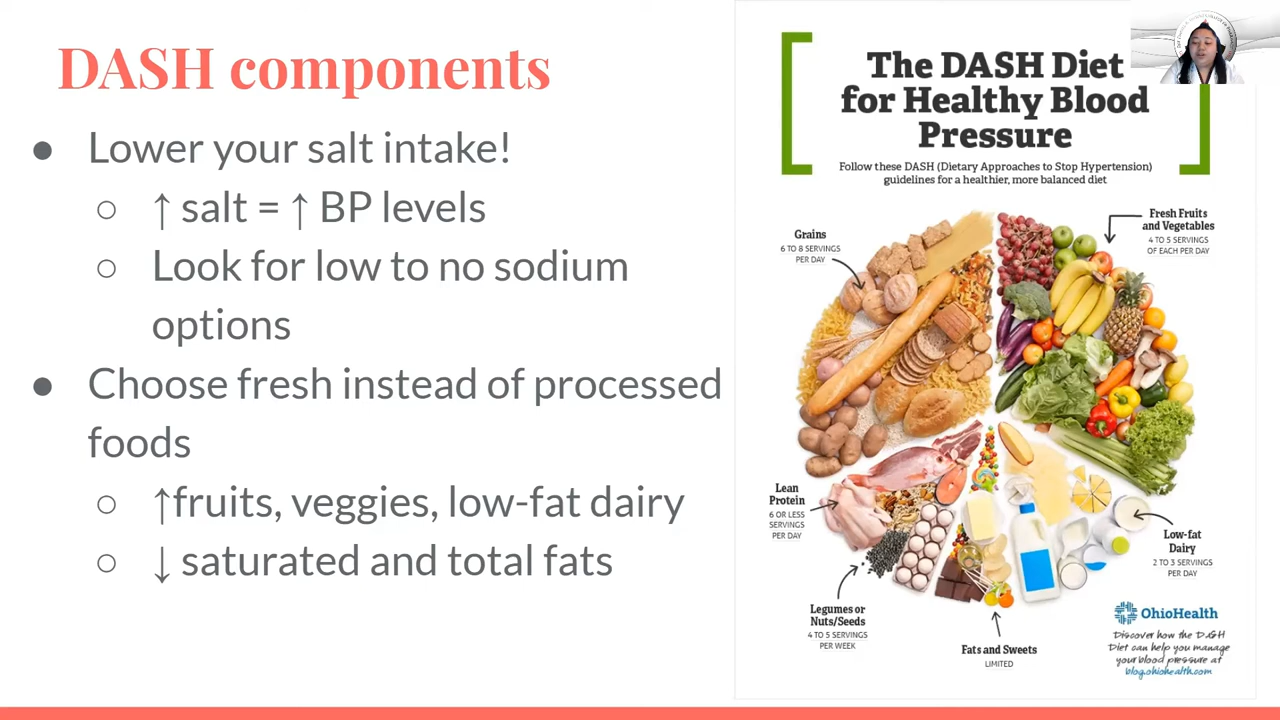 DASH components
● Lower your salt intake!
○ ↑ salt = ↑ BP levels
○ Look for low to no sodium
options
● Choose fresh instead of processed
foods
○ ↑fruits, veggies, low-fat dairy
○ ↓ saturated and total fats
The DASH Diet
for Healthy Blood
Pressure
Follow these DASH (Dietary Approaches to Stop Hypertension)
guidelines for a healthier, more balanced diet
Grains
6 TO 8 SERVINGS
PER DAY
Fresh Fruits
and Vegetables
4 TO 5 SERVINGS
OF EACH PER DAY
Lean
Protein
6 OR LESS
SERVINGS
PER DAY
Low-fat
Dairy
2 TO 3 SERVINGS
PER DAY
Legumes or
Nuts/Seeds
4 TO 5 SERVINGS
PER WEEK
Fats and Sweets
LIMITED
OhioHealth
Discover how the DASH
Diet can help you manage
your blood pressure at
blog.ohiohealth.com